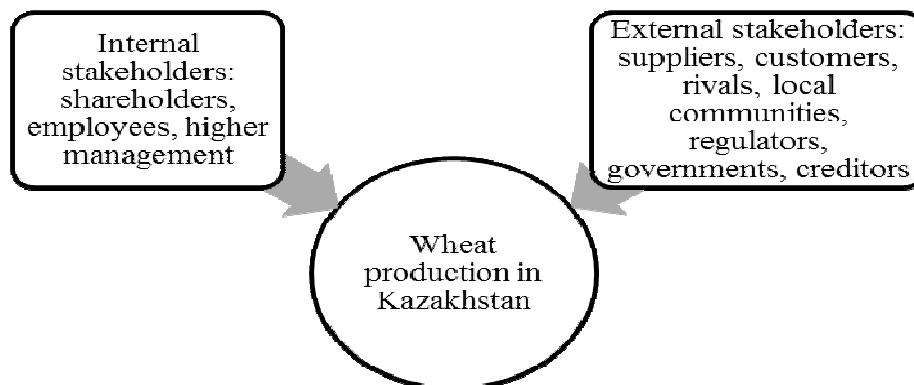 Internal
stakeholders:
shareholders,
employees, higher
management
External stakeholders:
suppliers, customers,
rivals, local
communities,
regulators,
governments, creditors
Wheat
production in
Kazakhstan